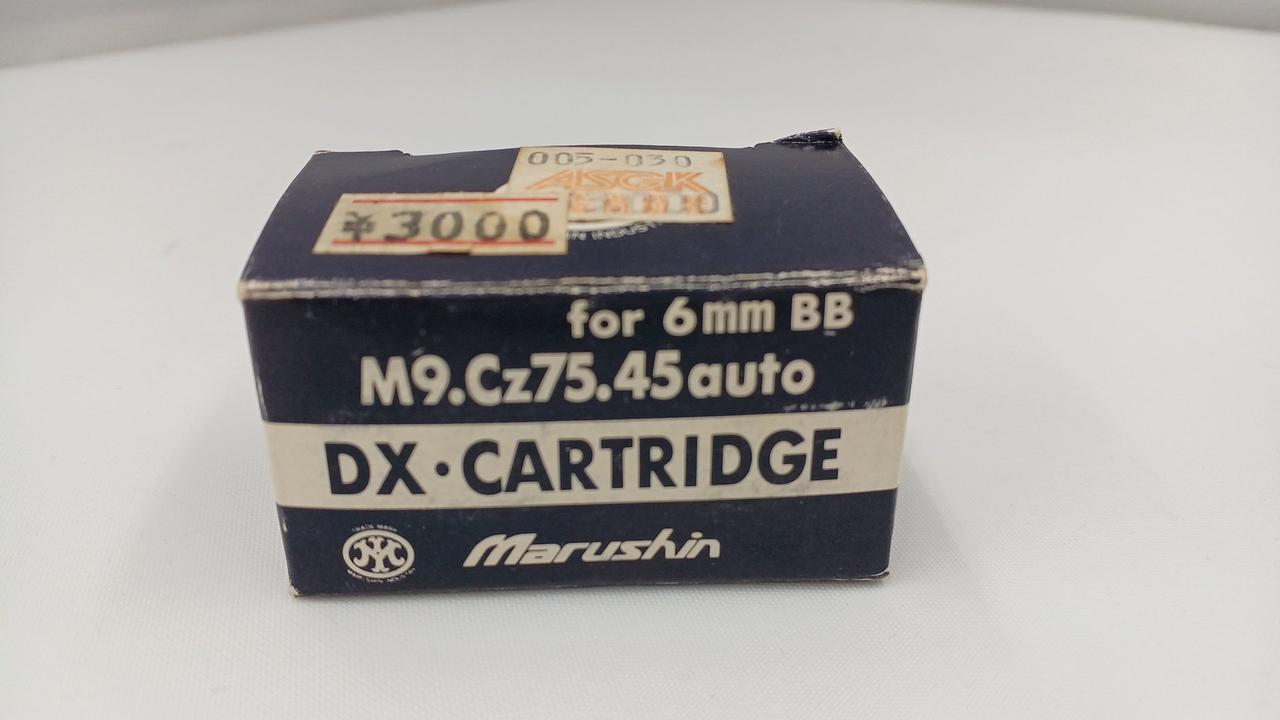 005-030
ASGK
¥3000
for 6mm BB
M9.Cz75.45auto
DX·CARTRIDGE
Marushin